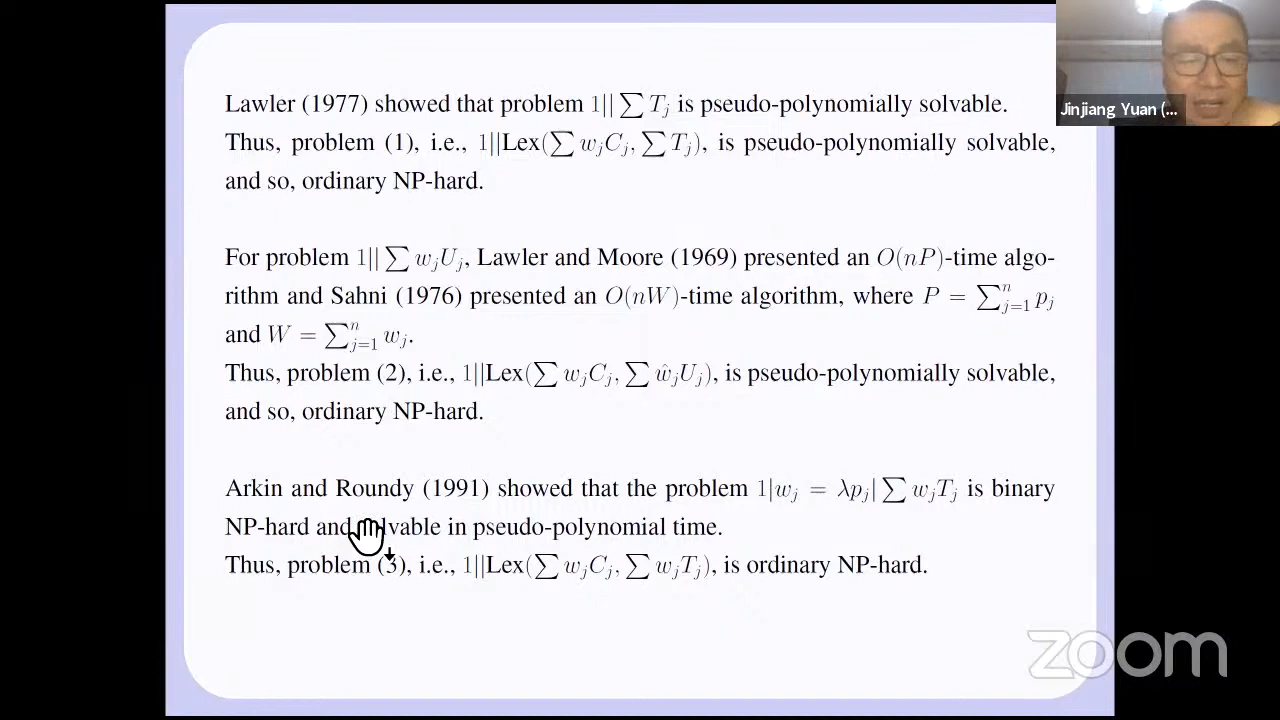 Lawler (1977) showed that problem 1||∑ T_j is pseudo-polynomially solvable.
Thus, problem (1), i.e., 1||Lex(∑ w_jC_j, ∑ T_j), is pseudo-polynomially solvable,
and so, ordinary NP-hard.
For problem 1||∑ w_jU_j, Lawler and Moore (1969) presented an O(nP)-time algo-
rithm and Sahni (1976) presented an O(nW)-time algorithm, where P = ∑_{j=1}^n p_j
and W = ∑_{j=1}^n w_j.
Thus, problem (2), i.e., 1||Lex(∑ w_jC_j, ∑ ŵ_jU_j), is pseudo-polynomially solvable,
and so, ordinary NP-hard.
Arkin and Roundy (1991) showed that the problem 1|w_j = λp_j|∑ w_jT_j is binary
NP-hard and solvable in pseudo-polynomial time.
Thus, problem (3), i.e., 1||Lex(∑ w_jC_j, ∑ w_jT_j), is ordinary NP-hard.
Jinjiang Yuan (...
zoom